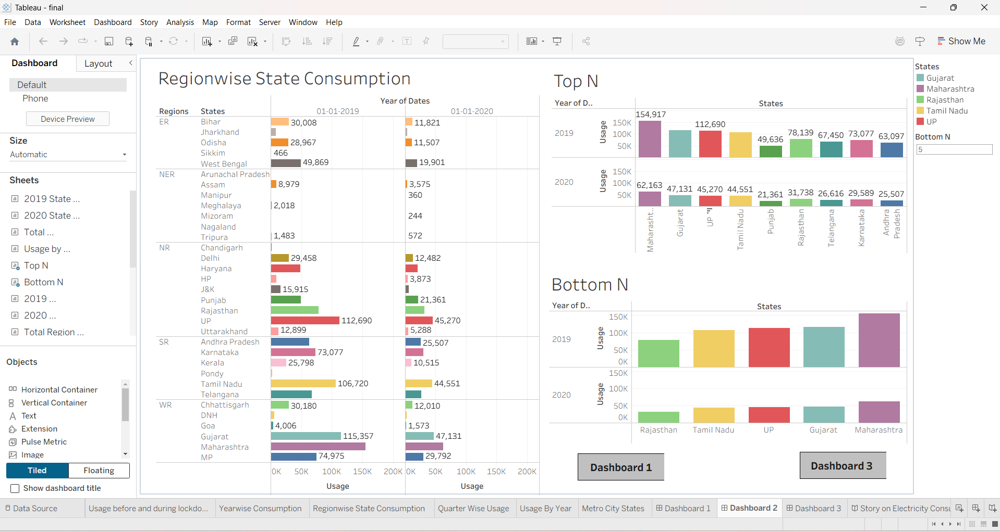 Tableau - final
File Data Worksheet Dashboard Story Analysis Map Format Server Window Help
Show Me
Dashboard Layout
Default
Phone
Device Preview
Size
Automatic
Sheets
2019 State ...
2020 State ...
Total ...
Usage by ...
Top N
Bottom N
2019 ...
2020 ...
Total Region ...
Objects
Horizontal Container
Vertical Container
Text
Extension
Pulse Metric
Image
Tiled Floating
Show dashboard title
Regionwise State Consumption
Year of Dates
Regions States 01-01-2019 01-01-2020
ER Bihar 30,008 11,821
Jharkhand
Odisha 28,967 11,507
Sikkim 466
West Bengal 49,869 19,901
NER Arunachal Pradesh
Assam 8,979 3,575
Manipur 360
Meghalaya 2,018
Mizoram 244
Nagaland
Tripura 1,483 572
NR Chandigarh
Delhi 29,458 12,482
Haryana
HP 3,873
J&K 15,915
Punjab 21,361
Rajasthan
UP 112,690 45,270
Uttarakhand 12,899 5,288
SR Andhra Pradesh 25,507
Karnataka 73,077
Kerala 25,798 10,515
Pondy
Tamil Nadu 106,720 44,551
Telangana
WR Chhattisgarh 30,180 12,010
DNH
Goa 4,006 1,573
Gujarat 115,357 47,131
Maharashtra
MP 74,975 29,792
0K 50K 100K 150K 200K 0K 50K 100K 150K 200K
Usage Usage
Top N
Year of D.. States
2019 Usage 150K 100K 50K
154,917 112,690 49,636 78,139 67,450 73,077 63,097
2020 Usage 150K 100K 50K
62,163 47,131 45,270 44,551 21,361 31,738 26,616 29,589 25,507
Maharasht.. Gujarat UP Tamil Nadu Punjab Rajasthan Telangana Karnataka Andhra Pradesh
Bottom N
Year of D.. States
2019 Usage 150K 100K 50K 0K
2020 Usage 150K 100K 50K 0K
Rajasthan Tamil Nadu UP Gujarat Maharashtra
Dashboard 1 Dashboard 3
States
Gujarat
Maharashtra
Rajasthan
Tamil Nadu
UP
Bottom N
5
Data Source Usage before and during lockdo... Yearwise Consumption Regionwise State Consumption Quarter Wise Usage Usage By Year Metro City States Dashboard 1 Dashboard 2 Dashboard 3 Story on Electricity Consu